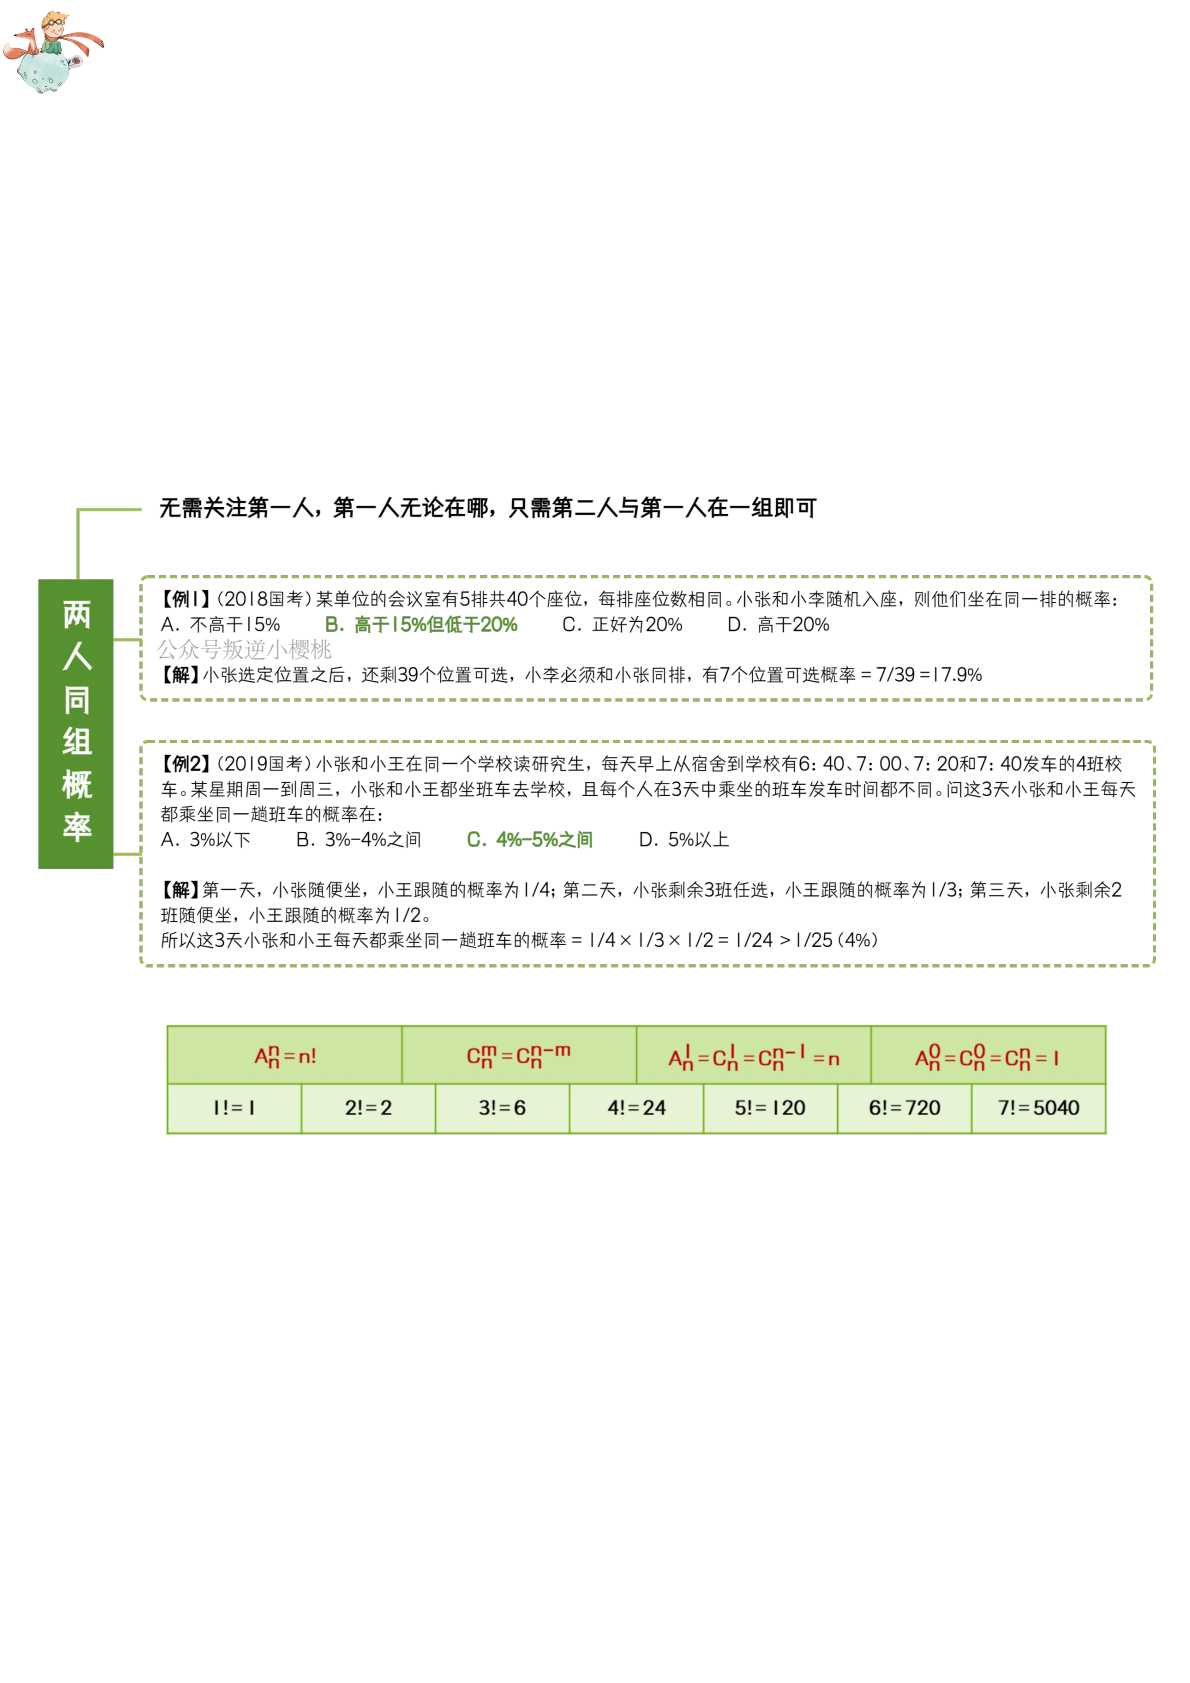 无需关注第一人，第一人无论在哪，只需第二人与第一人在一组即可
两人同组概率
【例1】（2018国考）某单位的会议室有5排共40个座位，每排座位数相同。小张和小李随机入座，则他们坐在同一排的概率：
A. 不高于15% B. 高于15%但低于20% C. 正好为20% D. 高于20%
公众号叛逆小樱桃
【解】小张选定位置之后，还剩39个位置可选，小李必须和小张同排，有7个位置可选概率 = 7/39 =17.9%
【例2】（2019国考）小张和小王在同一个学校读研究生，每天早上从宿舍到学校有6：40、7：00、7：20和7：40发车的4班校
车。某星期周一到周三，小张和小王都坐班车去学校，且每个人在3天中乘坐的班车发车时间都不同。问这3天小张和小王每天
都乘坐同一趟班车的概率在：
A. 3%以下 B. 3%-4%之间 C. 4%-5%之间 D. 5%以上
【解】第一天，小张随便坐，小王跟随的概率为1/4；第二天，小张剩余3班任选，小王跟随的概率为1/3；第三天，小张剩余2
班随便坐，小王跟随的概率为1/2。
所以这3天小张和小王每天都乘坐同一趟班车的概率 = 1/4 × 1/3 × 1/2 = 1/24 > 1/25（4%）
A_n^n = n! C_n^m = C_n^{n-m} A_n^1 = C_n^1 = C_n^{n-1} = n A_n^0 = C_n^0 = C_n^n = 1
1!=1 2!=2 3!=6 4!=24 5!=120 6!=720 7!=5040